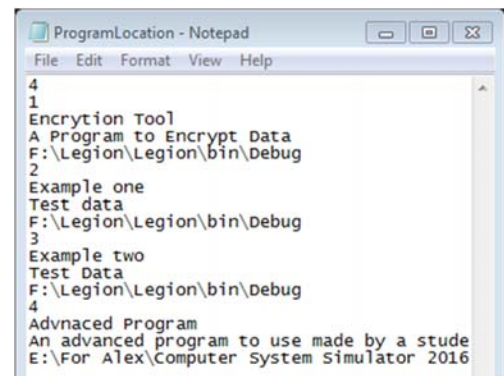 ProgramLocation - Notepad
File Edit Format View Help
4
1
Encrytion Tool
A Program to Encrypt Data
F:\Legion\Legion\bin\Debug
2
Example one
Test data
F:\Legion\Legion\bin\Debug
3
Example two
Test Data
F:\Legion\Legion\bin\Debug
4
Advnaced Program
An advanced program to use made by a stude
E:\For Alex\Computer System Simulator 2016